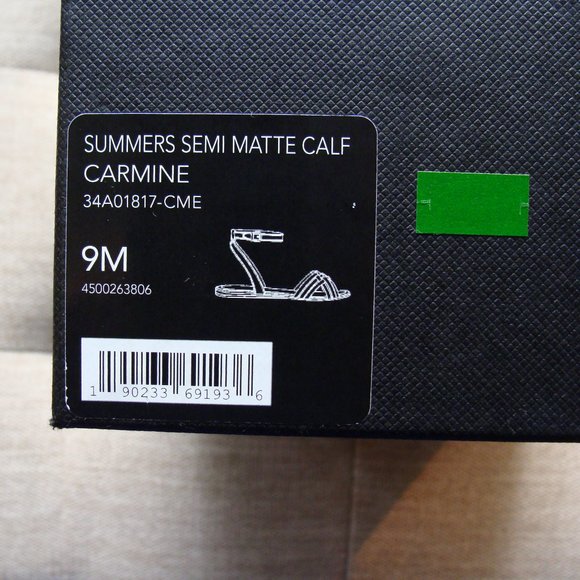 SUMMERS SEMI MATTE CALF
CARMINE
34A01817-CME
9M
4500263806
1 90233 69193 6